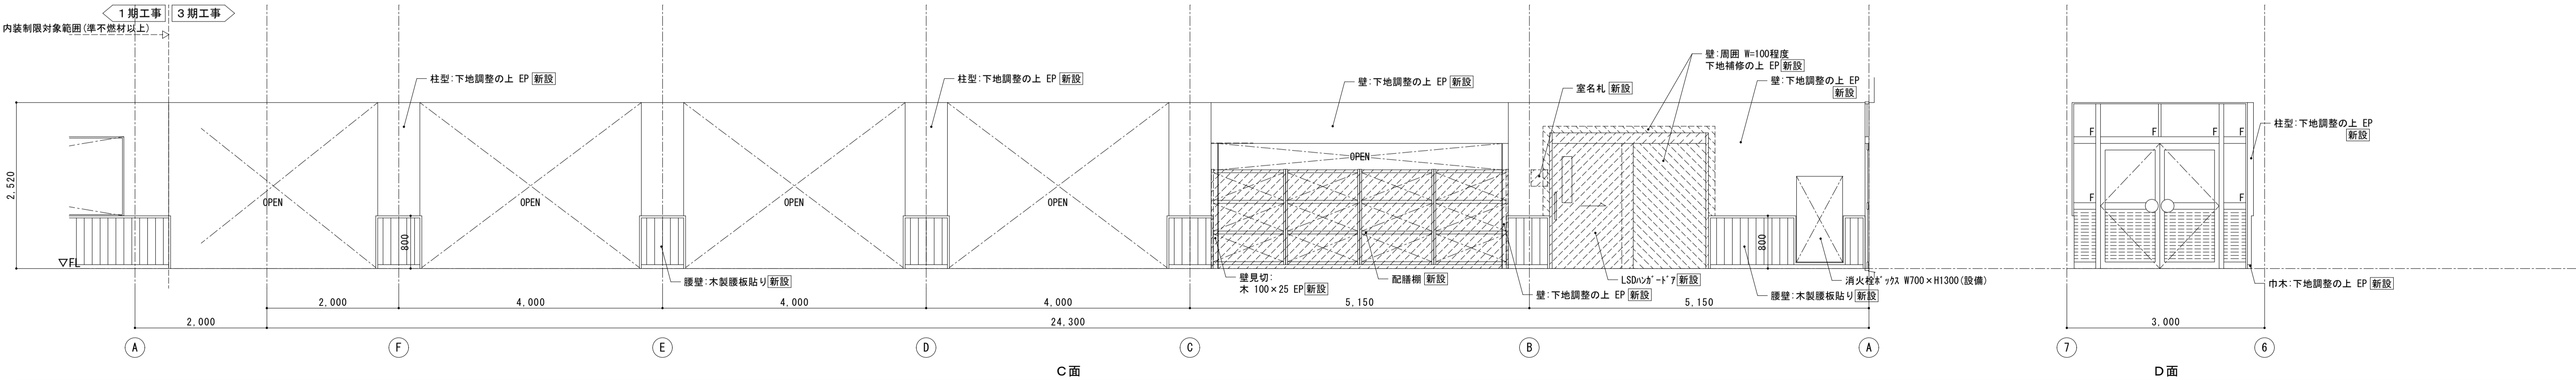 1期工事 3期工事
内装制限対象範囲(準不燃材以上)
柱型:下地調整の上 EP 新設
柱型:下地調整の上 EP 新設
壁:下地調整の上 EP 新設
室名札 新設
壁:周囲 W=100程度
下地補修の上 EP 新設
壁:下地調整の上 EP
新設
柱型:下地調整の上 EP
新設
2,520
OPEN
OPEN
OPEN
OPEN
OPEN
F
F
F
F
F
F
800
800
▽FL
腰壁:木製腰板貼り 新設
壁見切:
木 100×25 EP 新設
配膳棚 新設
壁:下地調整の上 EP 新設
LSDハンガードア 新設
腰壁:木製腰板貼り 新設
消火栓ボックス W700×H1300(設備)
巾木:下地調整の上 EP 新設
2,000
4,000
4,000
4,000
5,150
5,150
2,000
24,300
3,000
A
F
E
D
C
B
A
7
6
C面
D面